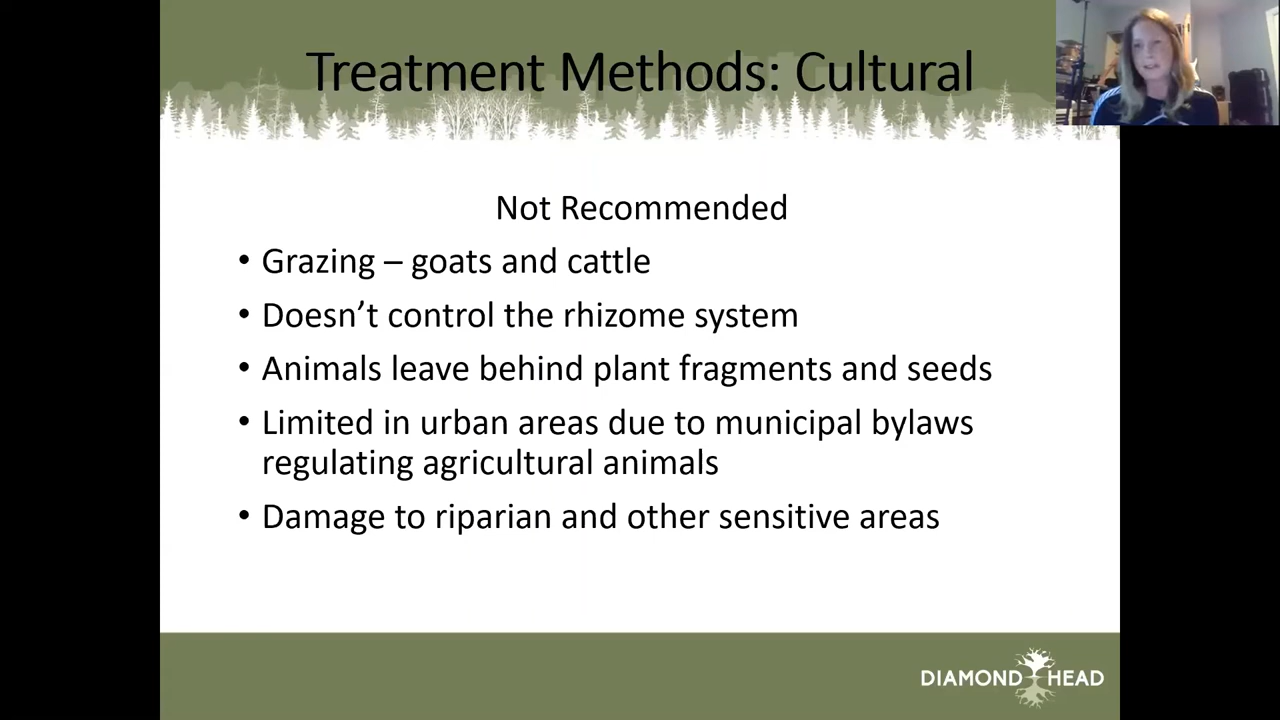 Treatment Methods: Cultural
Not Recommended
• Grazing – goats and cattle
• Doesn’t control the rhizome system
• Animals leave behind plant fragments and seeds
• Limited in urban areas due to municipal bylaws
regulating agricultural animals
• Damage to riparian and other sensitive areas
DIAMOND HEAD